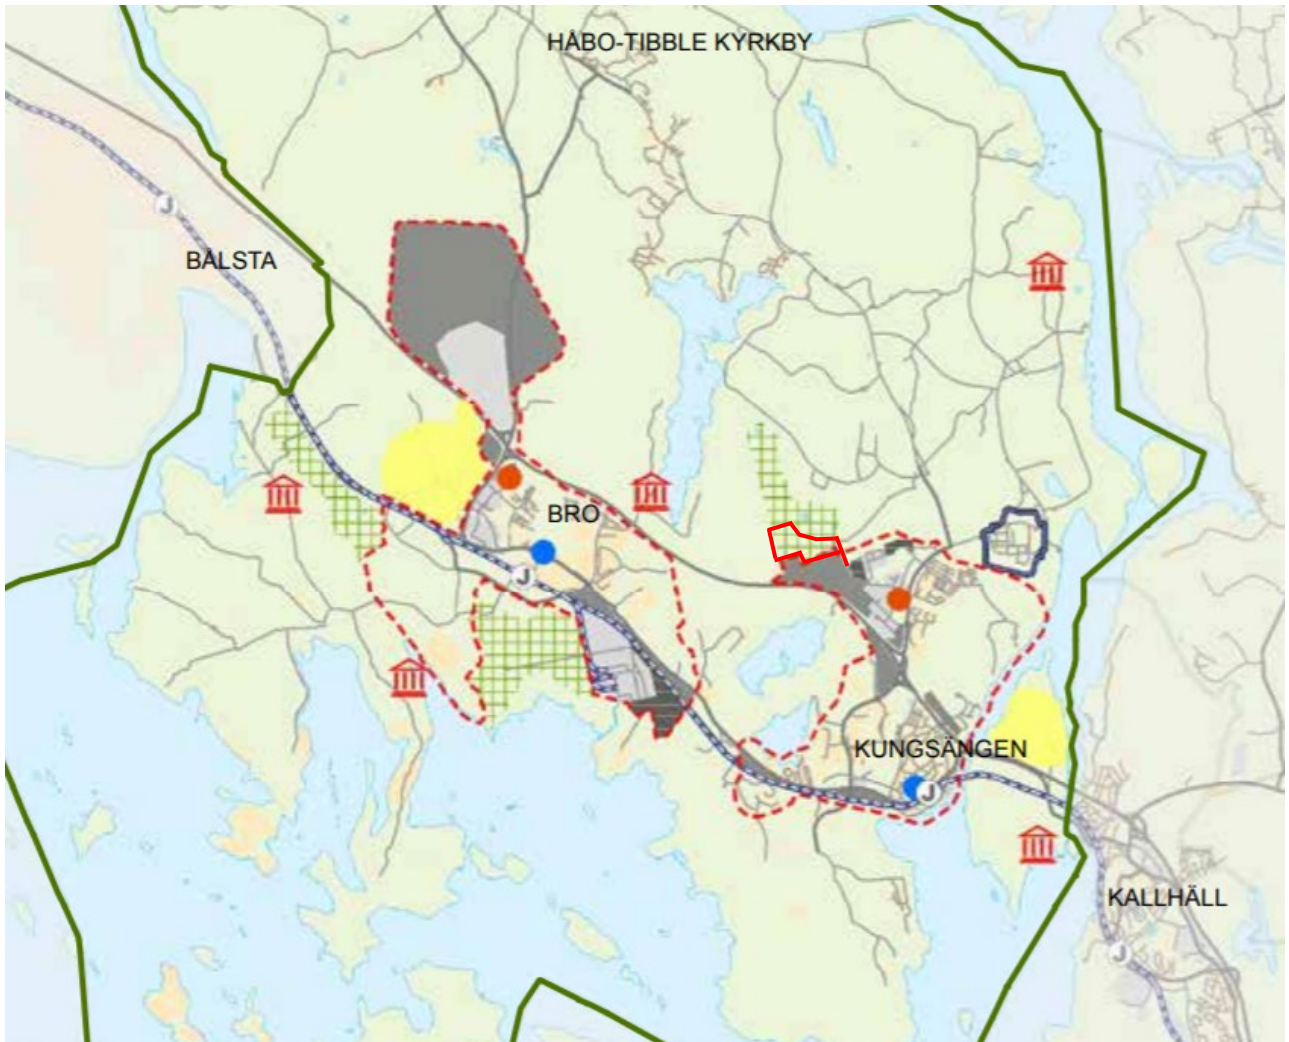 HÅBO-TIBBLE KYRKBY
J
BÅLSTA
BRO
J
KUNGSÄNGEN
J
KALLHÄLL
J